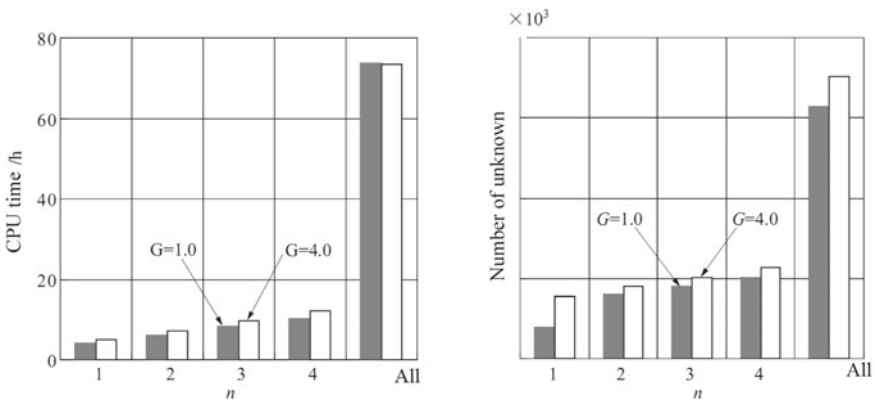 80
60
40
20
0
CPU time /h
G=1.0
G=4.0
1 2 3 4 All
n
×10³
Number of unknown
G=1.0
G=4.0
1 2 3 4 All
n